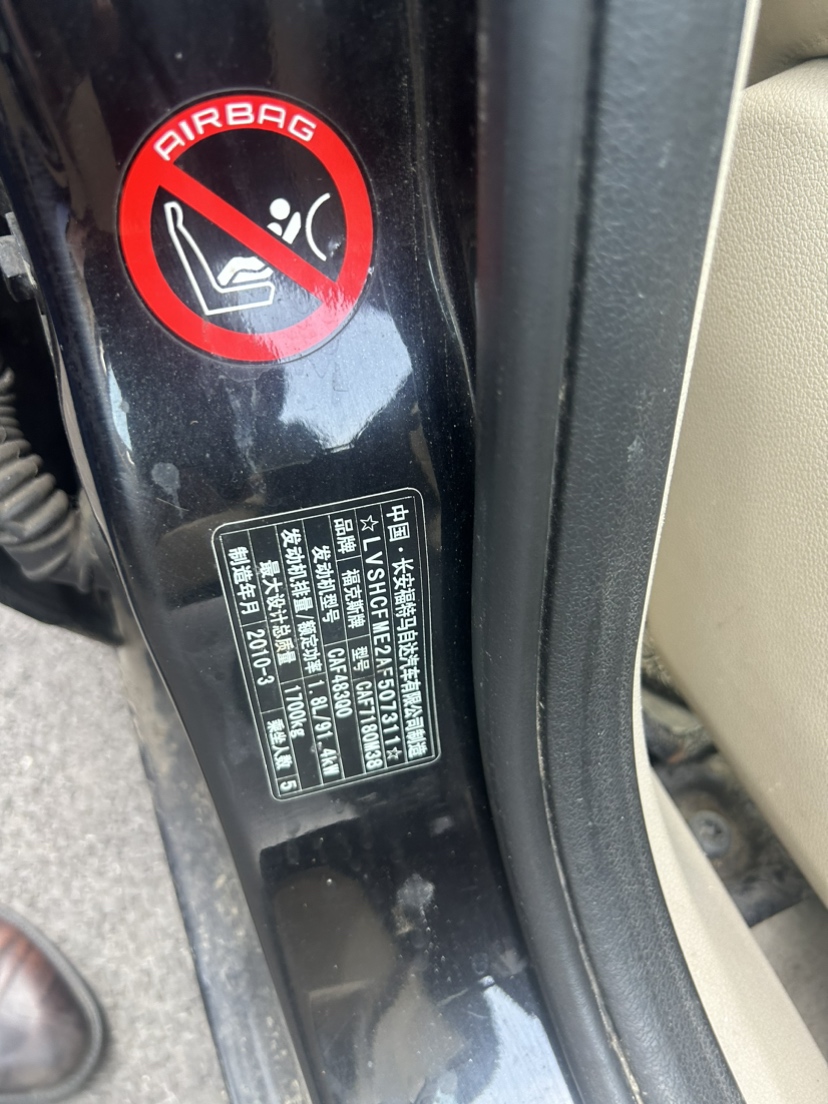 AIRBAG
中国·长安福特马自达汽车有限公司制造
☆LVSHCFME2AF507311☆
品牌 福克斯牌 型号 CAF7180M38
发动机型号 CAF483Q0
发动机排量/额定功率 1.8L/91.4kW
最大设计总质量 1700kg
制造年月 2010-3 乘坐人数 5